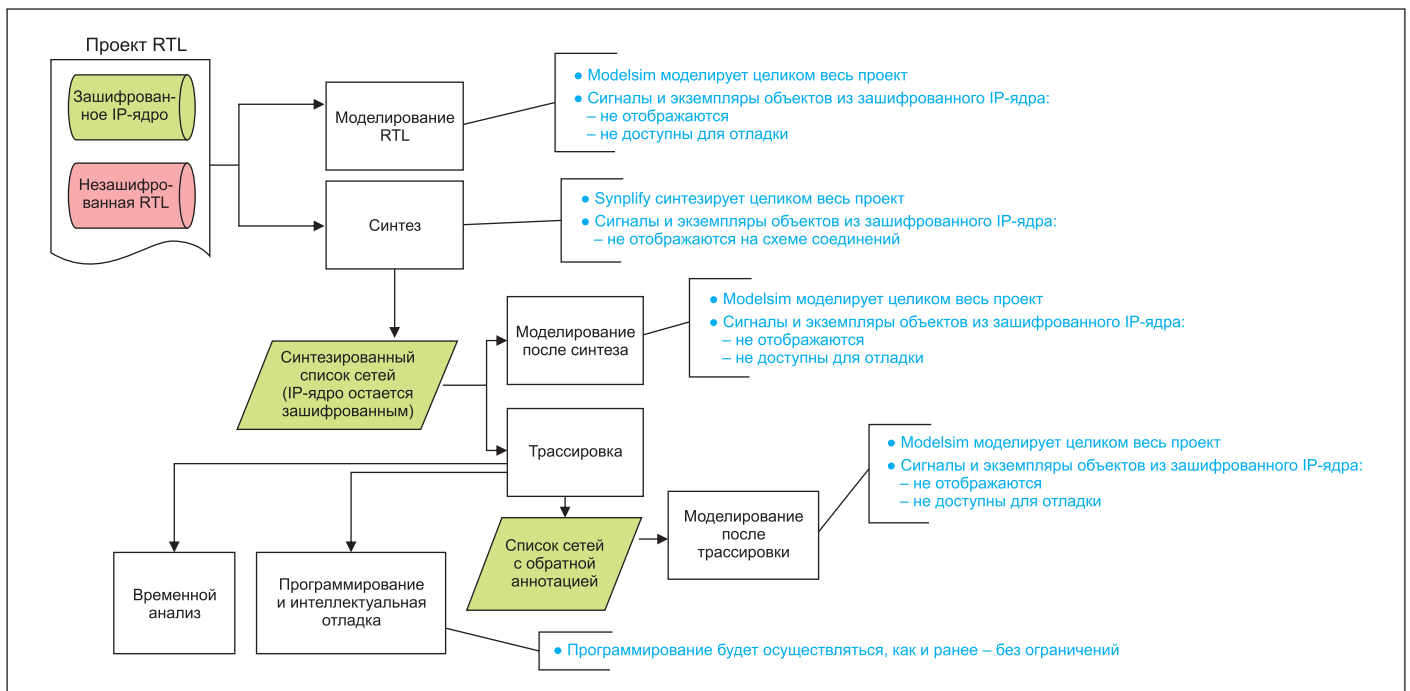 Проект RTL
Зашифрован-
ное IP-ядро
Незашифро-
ванная RTL
Моделирование
RTL
● Modelsim моделирует целиком весь проект
● Сигналы и экземпляры объектов из зашифрованного IP-ядра:
– не отображаются
– не доступны для отладки
Синтез
● Synplify синтезирует целиком весь проект
● Сигналы и экземпляры объектов из зашифрованного IP-ядра:
– не отображаются на схеме соединений
Синтезированный
список сетей
(IP-ядро остается
зашифрованным)
Моделирование
после синтеза
● Modelsim моделирует целиком весь проект
● Сигналы и экземпляры объектов из зашифрованного IP-ядра:
– не отображаются
– не доступны для отладки
Трассировка
Список сетей
с обратной
аннотацией
Моделирование
после
трассировки
● Modelsim моделирует целиком весь проект
● Сигналы и экземпляры объектов из зашифрованного IP-ядра:
– не отображаются
– не доступны для отладки
Временной
анализ
Программирование
и интеллектуальная
отладка
● Программирование будет осуществляться, как и ранее – без ограничений